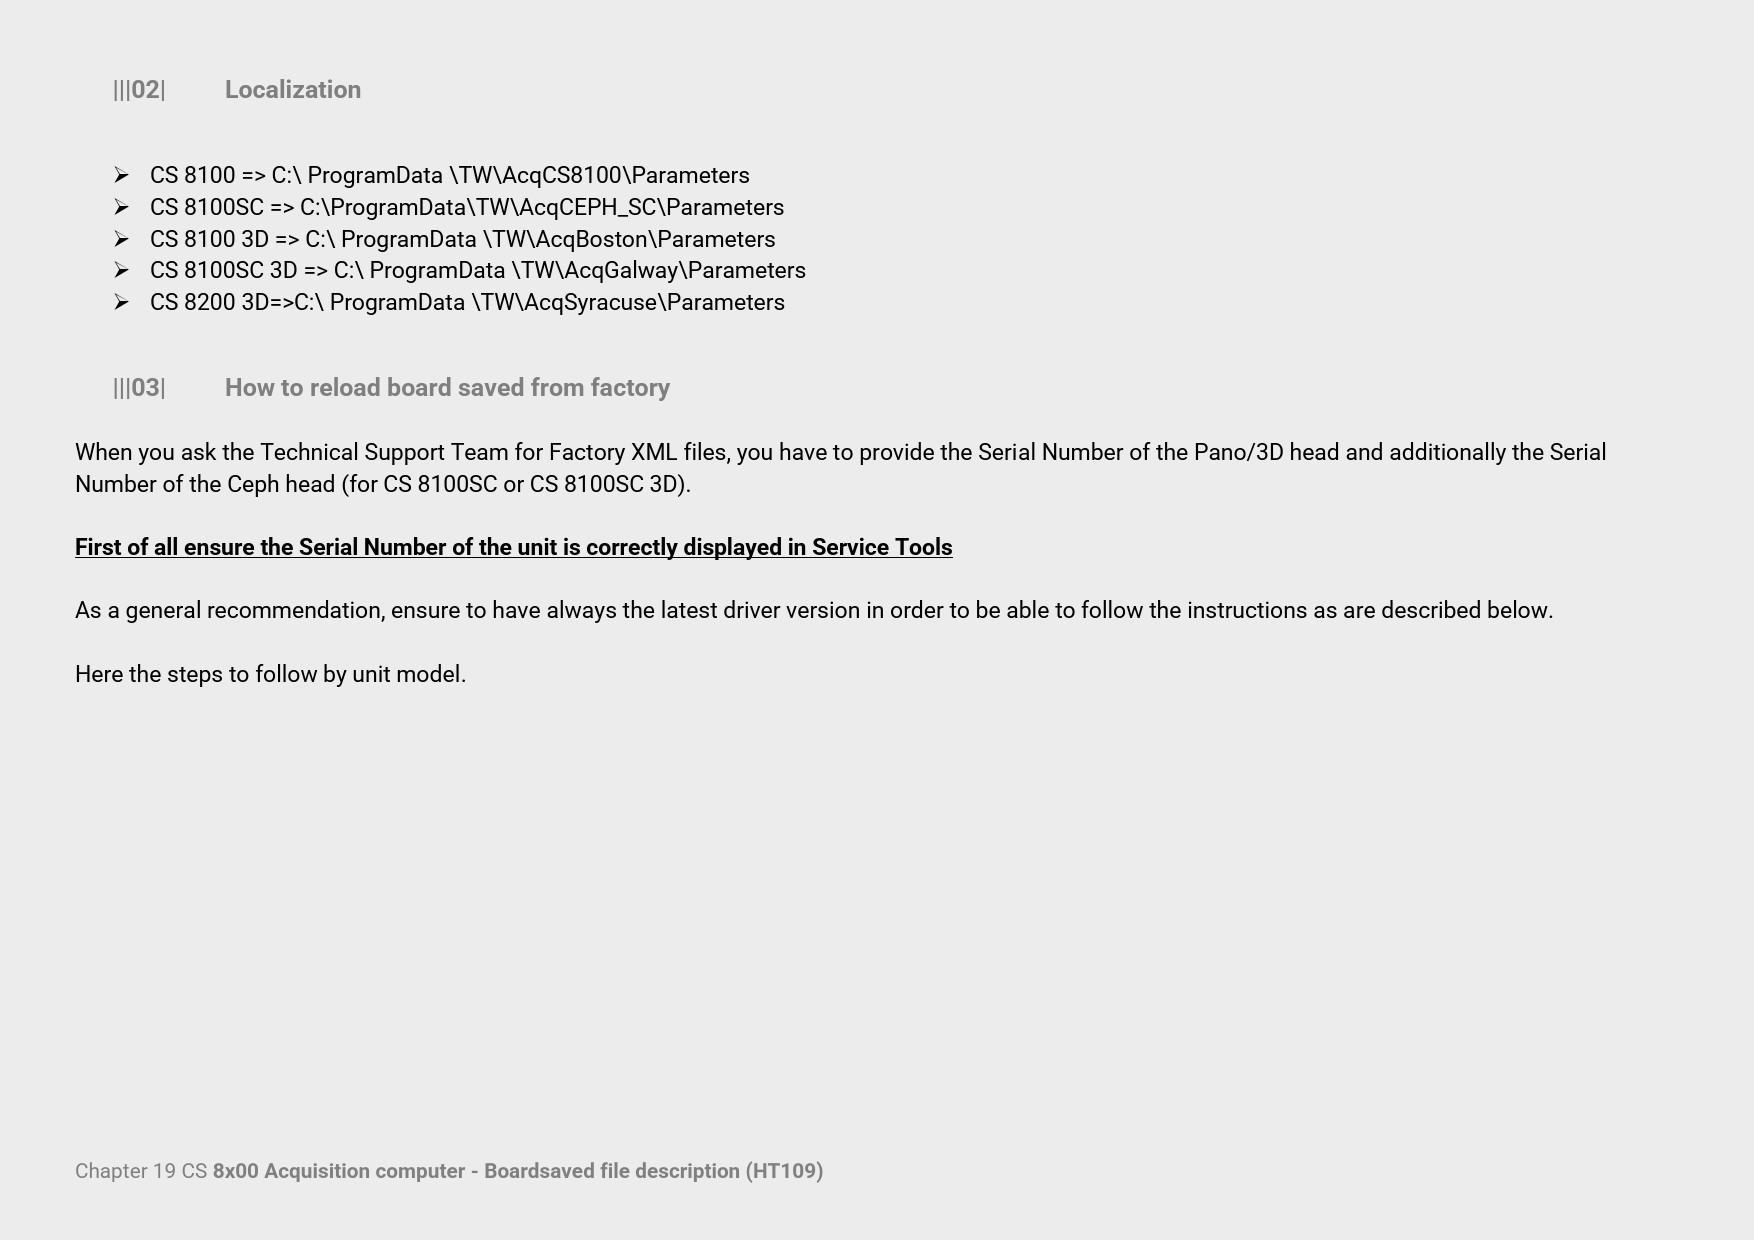 |||02| Localization
➢ CS 8100 => C:\ ProgramData \TW\AcqCS8100\Parameters
➢ CS 8100SC => C:\ProgramData\TW\AcqCEPH_SC\Parameters
➢ CS 8100 3D => C:\ ProgramData \TW\AcqBoston\Parameters
➢ CS 8100SC 3D => C:\ ProgramData \TW\AcqGalway\Parameters
➢ CS 8200 3D=>C:\ ProgramData \TW\AcqSyracuse\Parameters
|||03| How to reload board saved from factory
When you ask the Technical Support Team for Factory XML files, you have to provide the Serial Number of the Pano/3D head and additionally the Serial
Number of the Ceph head (for CS 8100SC or CS 8100SC 3D).
First of all ensure the Serial Number of the unit is correctly displayed in Service Tools
As a general recommendation, ensure to have always the latest driver version in order to be able to follow the instructions as are described below.
Here the steps to follow by unit model.
Chapter 19 CS 8x00 Acquisition computer - Boardsaved file description (HT109)